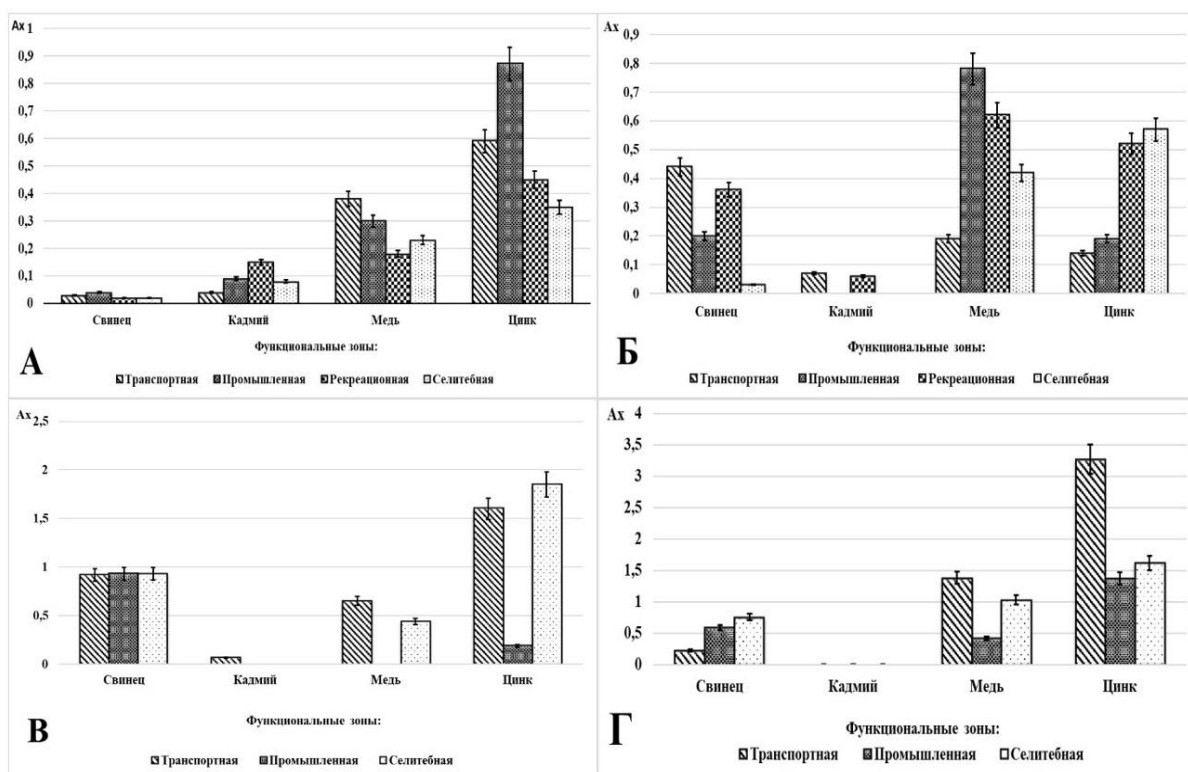 Ax
1
0,9
0,8
0,7
0,6
0,5
0,4
0,3
0,2
0,1
0
Свинец Кадмий Медь Цинк
Функциональные зоны:
А
Транспортная Промышленная Рекреационная Селитебная
Ax
0,9
0,8
0,7
0,6
0,5
0,4
0,3
0,2
0,1
0
Свинец Кадмий Медь Цинк
Функциональные зоны:
Б
Транспортная Промышленная Рекреационная Селитебная
Ax
2,5
2
1,5
1
0,5
0
Свинец Кадмий Медь Цинк
Функциональные зоны:
В
Транспортная Промышленная Селитебная
Ax
4
3,5
3
2,5
2
1,5
1
0,5
0
Свинец Кадмий Медь Цинк
Функциональные зоны:
Г
Транспортная Промышленная Селитебная